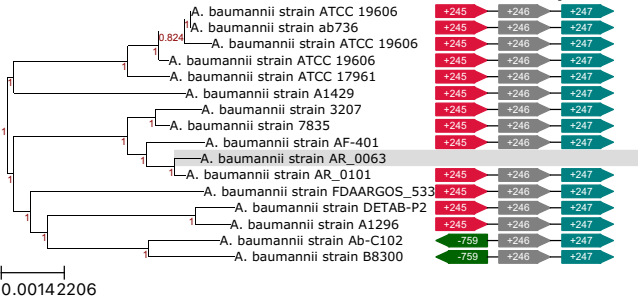 A. baumannii strain ATCC 19606 +245 +246 +247
1 A. baumannii strain ab736 +245 +246 +247
0.824 A. baumannii strain ATCC 19606 +245 +246 +247
1 A. baumannii strain ATCC 19606 +245 +246 +247
1 A. baumannii strain ATCC 17961 +245 +246 +247
1 A. baumannii strain A1429 +245 +246 +247
A. baumannii strain 3207 +245 +246 +247
1 1 A. baumannii strain 7835 +245 +246 +247
1 A. baumannii strain AF-401 +245 +246 +247
A. baumannii strain AR_0063
1 1 1 A. baumannii strain AR_0101 +245 +246 +247
A. baumannii strain FDAARGOS_533 +245 +246 +247
1 A. baumannii strain DETAB-P2 +245 +246 +247
1 1 A. baumannii strain A1296 +245 +246 +247
A. baumannii strain Ab-C102 -759 +246 +247
1 1 A. baumannii strain B8300 -759 +246 +247
0.00142206